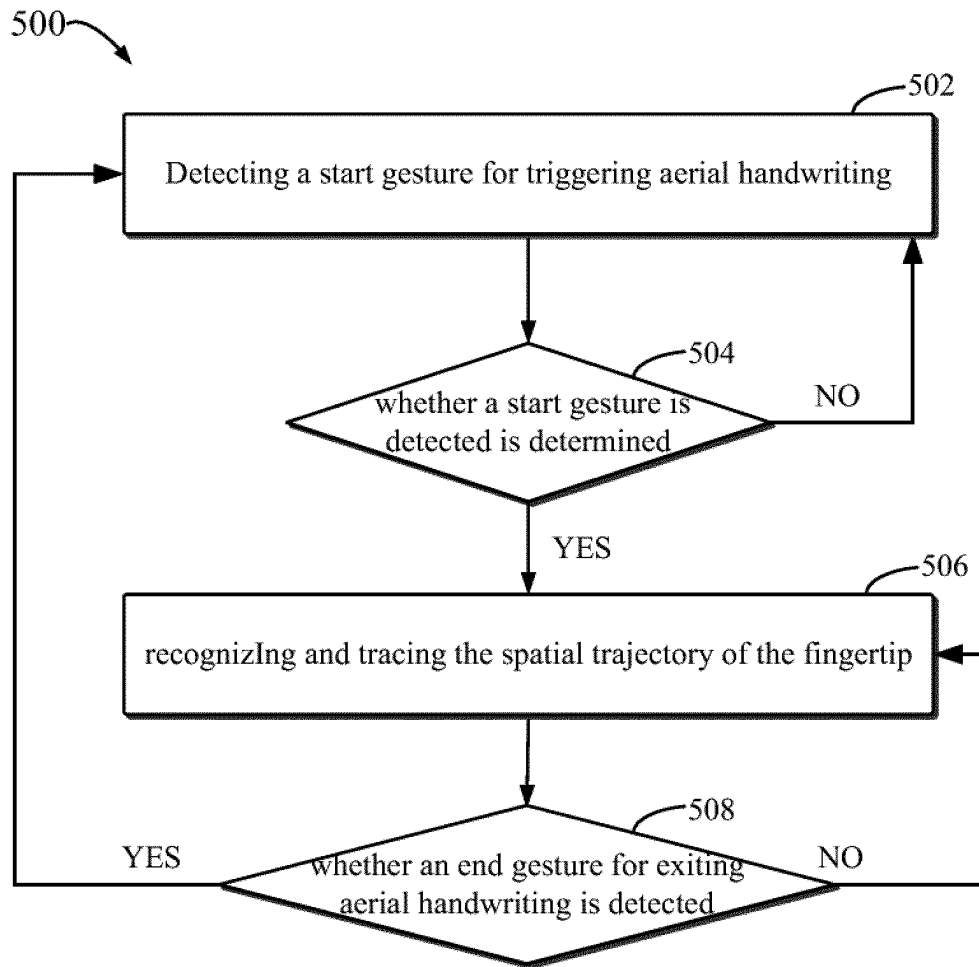 500
502
Detecting a start gesture for triggering aerial handwriting
504
whether a start gesture is
detected is determined
NO
YES
506
recognizIng and tracing the spatial trajectory of the fingertip
508
YES
whether an end gesture for exiting
aerial handwriting is detected
NO